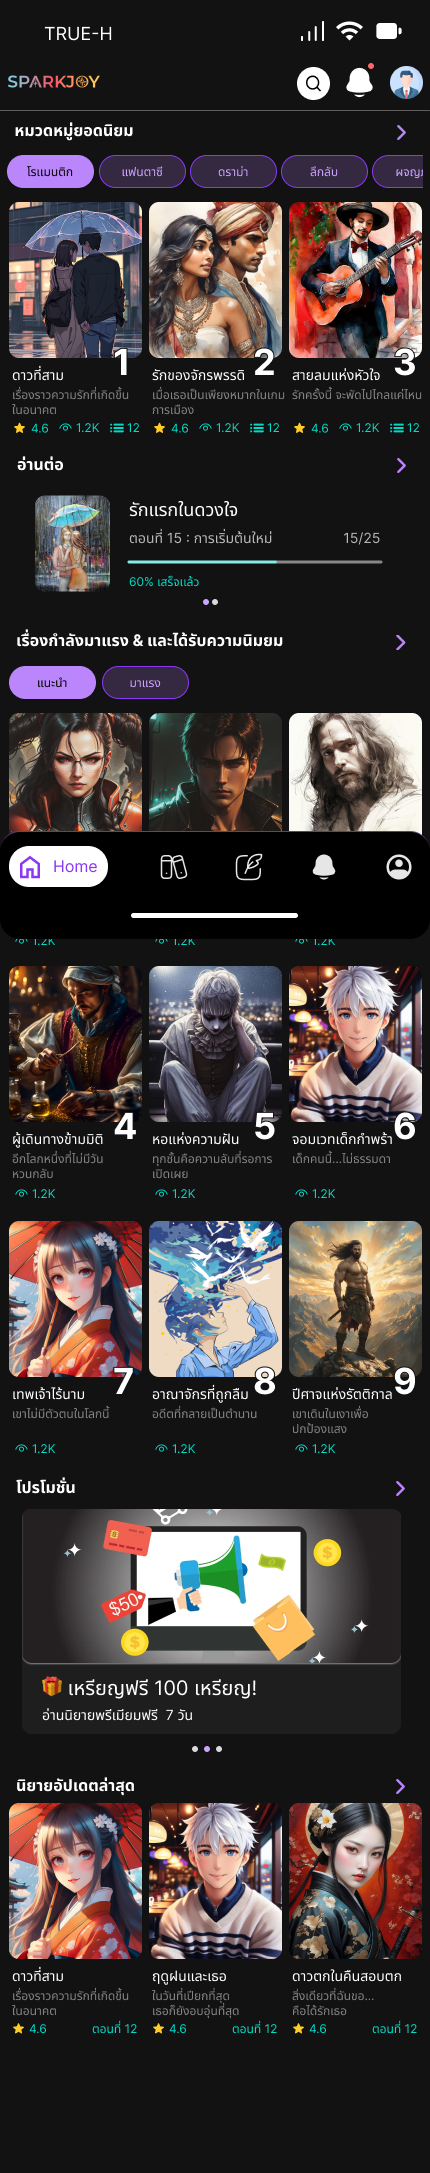 TRUE-H
SPARKJOY
หมวดหมู่ยอดนิยม
โรแมนติก แฟนตาซี ดราม่า ลึกลับ ผจญภ
1 2 3
ดาวที่สาม รักของจักรพรรดิ สายลมแห่งหัวใจ
เรื่องราวความรักที่เกิดขึ้น เมื่อเธอเป็นเพียงหมากในเกม รักครั้งนี้ จะพัดไปไกลแค่ไหน
ในอนาคต การเมือง
4.6 1.2K 12 4.6 1.2K 12 4.6 1.2K 12
อ่านต่อ
รักแรกในดวงใจ
ตอนที่ 15 : การเริ่มต้นใหม่ 15/25
60% เสร็จแล้ว
เรื่องกำลังมาแรง & และได้รับความนิมยม
แนะนำ มาแรง
Home
1.2K 1.2K 1.2K
4 5 6
ผู้เดินทางข้ามมิติ หอแห่งความฝัน จอมเวทเด็กกำพร้า
อีกโลกหนึ่งที่ไม่มีวัน ทุกชั้นคือความลับที่รอการ เด็กคนนี้...ไม่ธรรมดา
หวนกลับ เปิดเผย
1.2K 1.2K 1.2K
7 8 9
เทพเจ้าไร้นาม อาณาจักรที่ถูกลืม ปีศาจแห่งรัตติกาล
เขาไม่มีตัวตนในโลกนี้ อดีตที่กลายเป็นตำนาน เขาเดินในเงาเพื่อ
ปกป้องแสง
1.2K 1.2K 1.2K
โปรโมชั่น
$50
เหรียญฟรี 100 เหรียญ!
อ่านนิยายพรีเมียมฟรี 7 วัน
นิยายอัปเดตล่าสุด
ดาวที่สาม ฤดูฝนและเธอ ดาวตกในคืนสอบตก
เรื่องราวความรักที่เกิดขึ้น ในวันที่เปียกที่สุด สิ่งเดียวที่ฉันขอ...
ในอนาคต เธอก็ยังอบอุ่นที่สุด คือได้รักเธอ
4.6 ตอนที่ 12 4.6 ตอนที่ 12 4.6 ตอนที่ 12